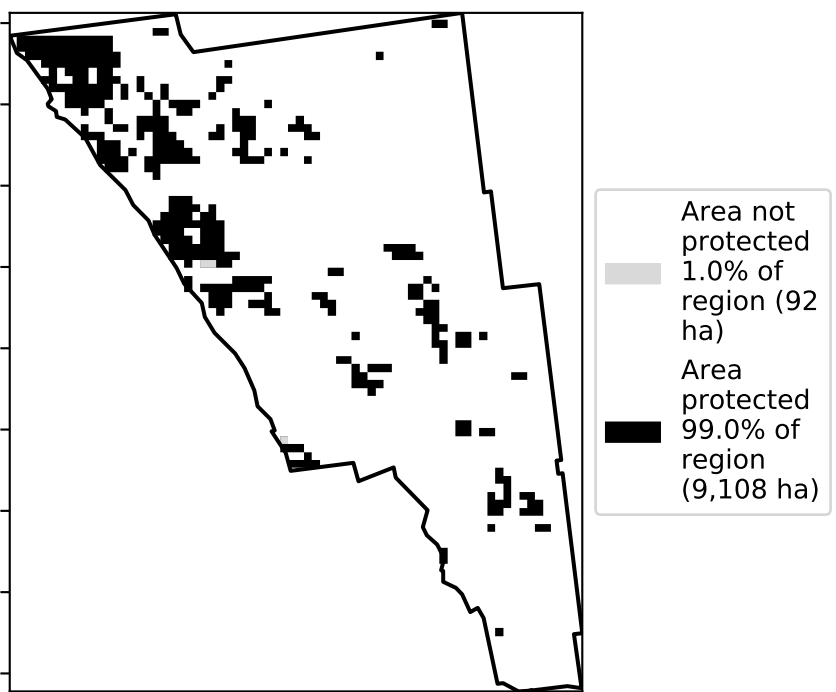 Area not
protected
1.0% of
region (92
ha)
Area
protected
99.0% of
region
(9,108 ha)